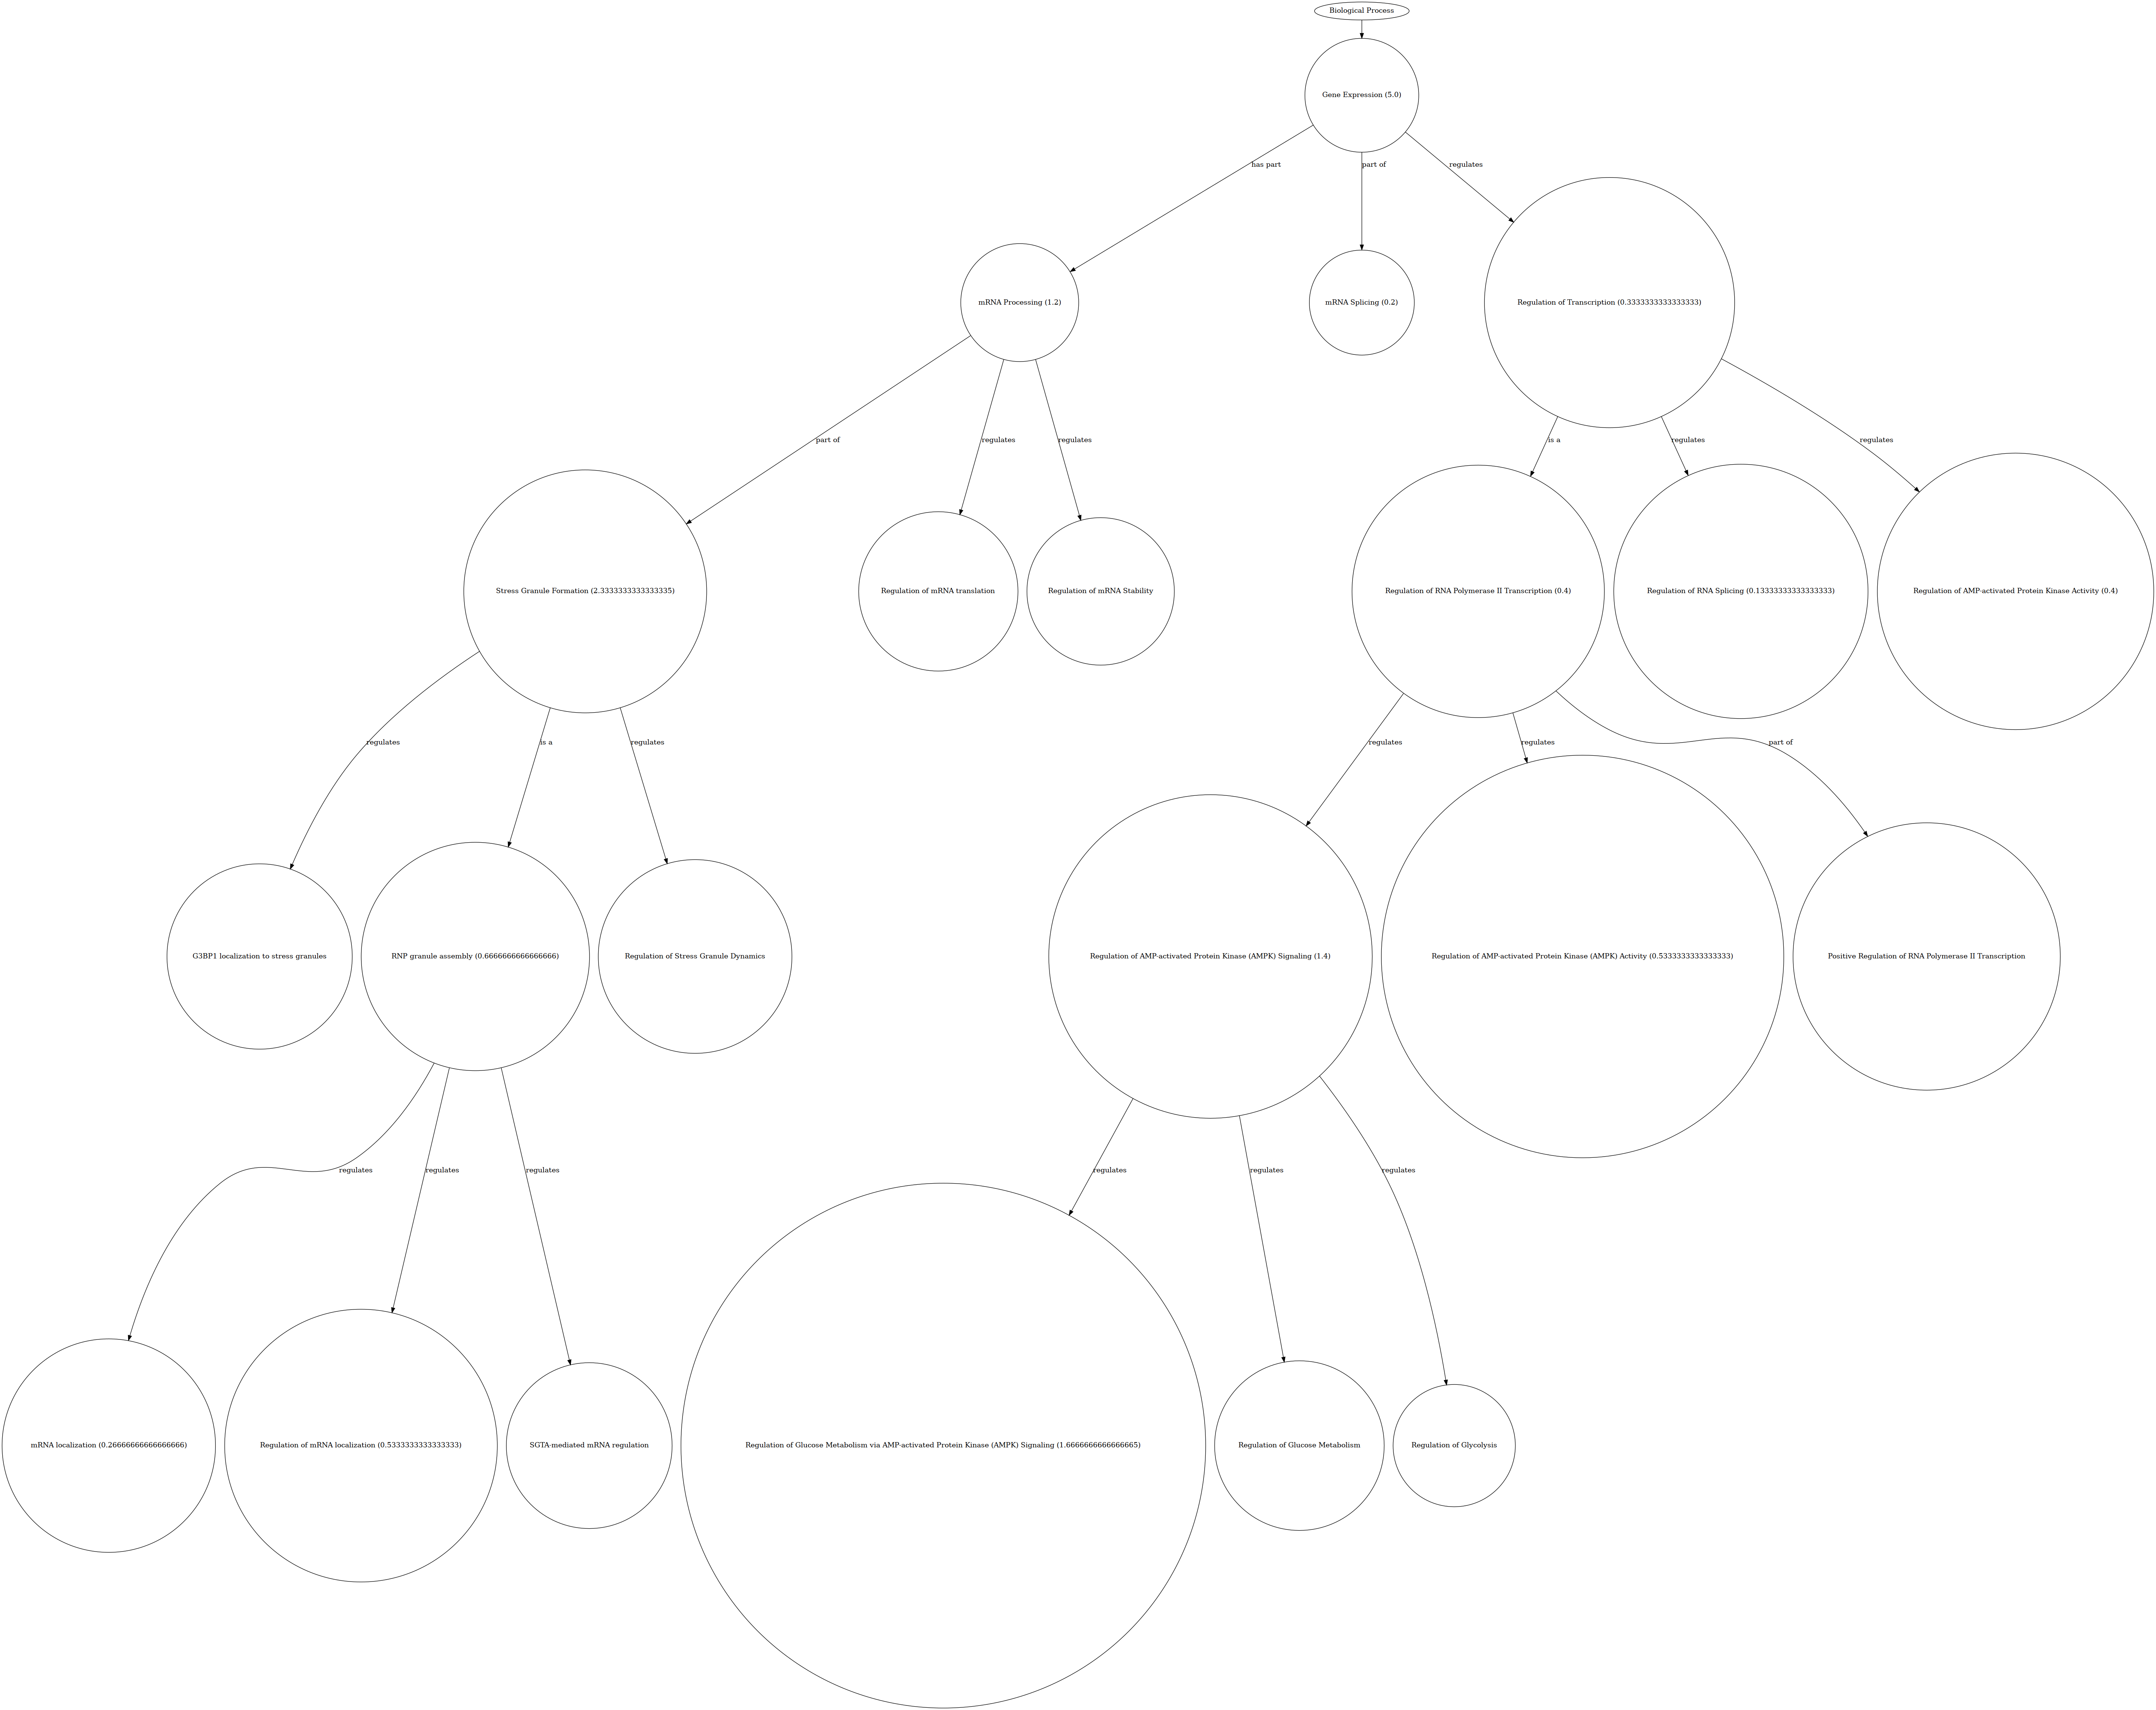 Biological Process
Gene Expression (5.0)
has part
part of
regulates
mRNA Processing (1.2)
mRNA Splicing (0.2)
Regulation of Transcription (0.3333333333333333)
part of
regulates
regulates
is a
regulates
regulates
Stress Granule Formation (2.3333333333333335)
Regulation of mRNA translation
Regulation of mRNA Stability
Regulation of RNA Polymerase II Transcription (0.4)
Regulation of RNA Splicing (0.13333333333333333)
Regulation of AMP-activated Protein Kinase Activity (0.4)
regulates
is a
regulates
regulates
regulates
part of
G3BP1 localization to stress granules
RNP granule assembly (0.6666666666666666)
Regulation of Stress Granule Dynamics
Regulation of AMP-activated Protein Kinase (AMPK) Signaling (1.4)
Regulation of AMP-activated Protein Kinase (AMPK) Activity (0.5333333333333333)
Positive Regulation of RNA Polymerase II Transcription
regulates
regulates
regulates
regulates
regulates
regulates
mRNA localization (0.26666666666666666)
Regulation of mRNA localization (0.5333333333333333)
SGTA-mediated mRNA regulation
Regulation of Glucose Metabolism via AMP-activated Protein Kinase (AMPK) Signaling (1.6666666666666665)
Regulation of Glucose Metabolism
Regulation of Glycolysis